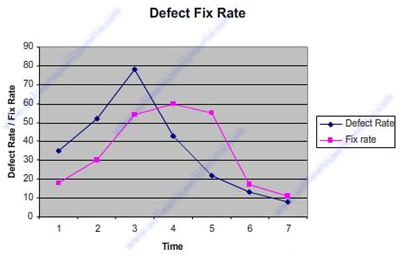 Defect Fix Rate
Defect Rate / Fix Rate
90
80
70
60
50
40
30
20
10
0
1 2 3 4 5 6 7
Time
Defect Rate
Fix rate